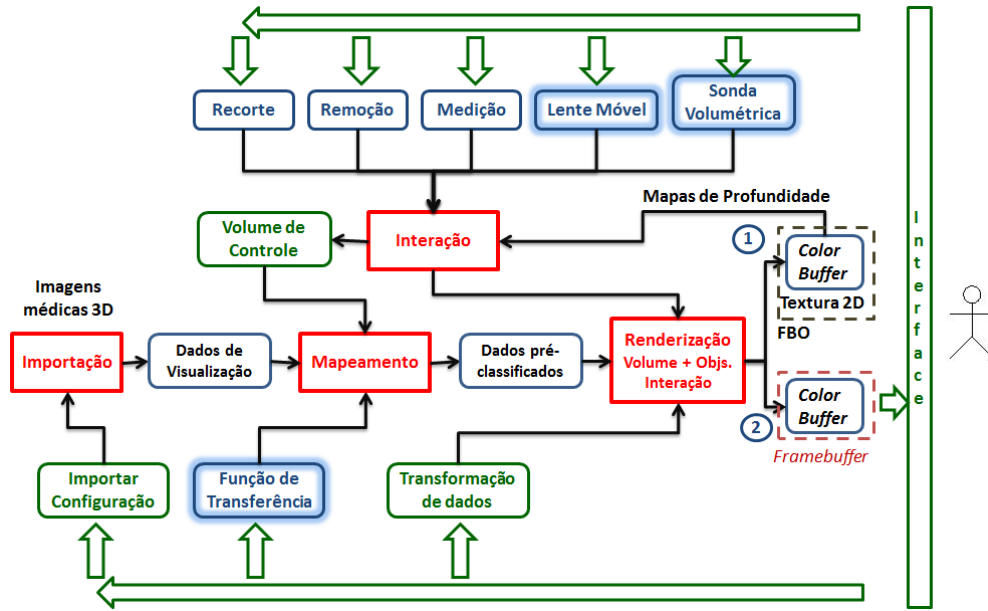 Recorte
Remoção
Medição
Lente Móvel
Sonda
Volumétrica
Mapas de Profundidade
Volume de
Controle
Interação
1
Color
Buffer
Textura 2D
FBO
Imagens
médicas 3D
Importação
Dados de
Visualização
Mapeamento
Dados pré-
classificados
Renderização
Volume + Objs.
Interação
2
Color
Buffer
Framebuffer
Importar
Configuração
Função de
Transferência
Transformação
de dados
Interface